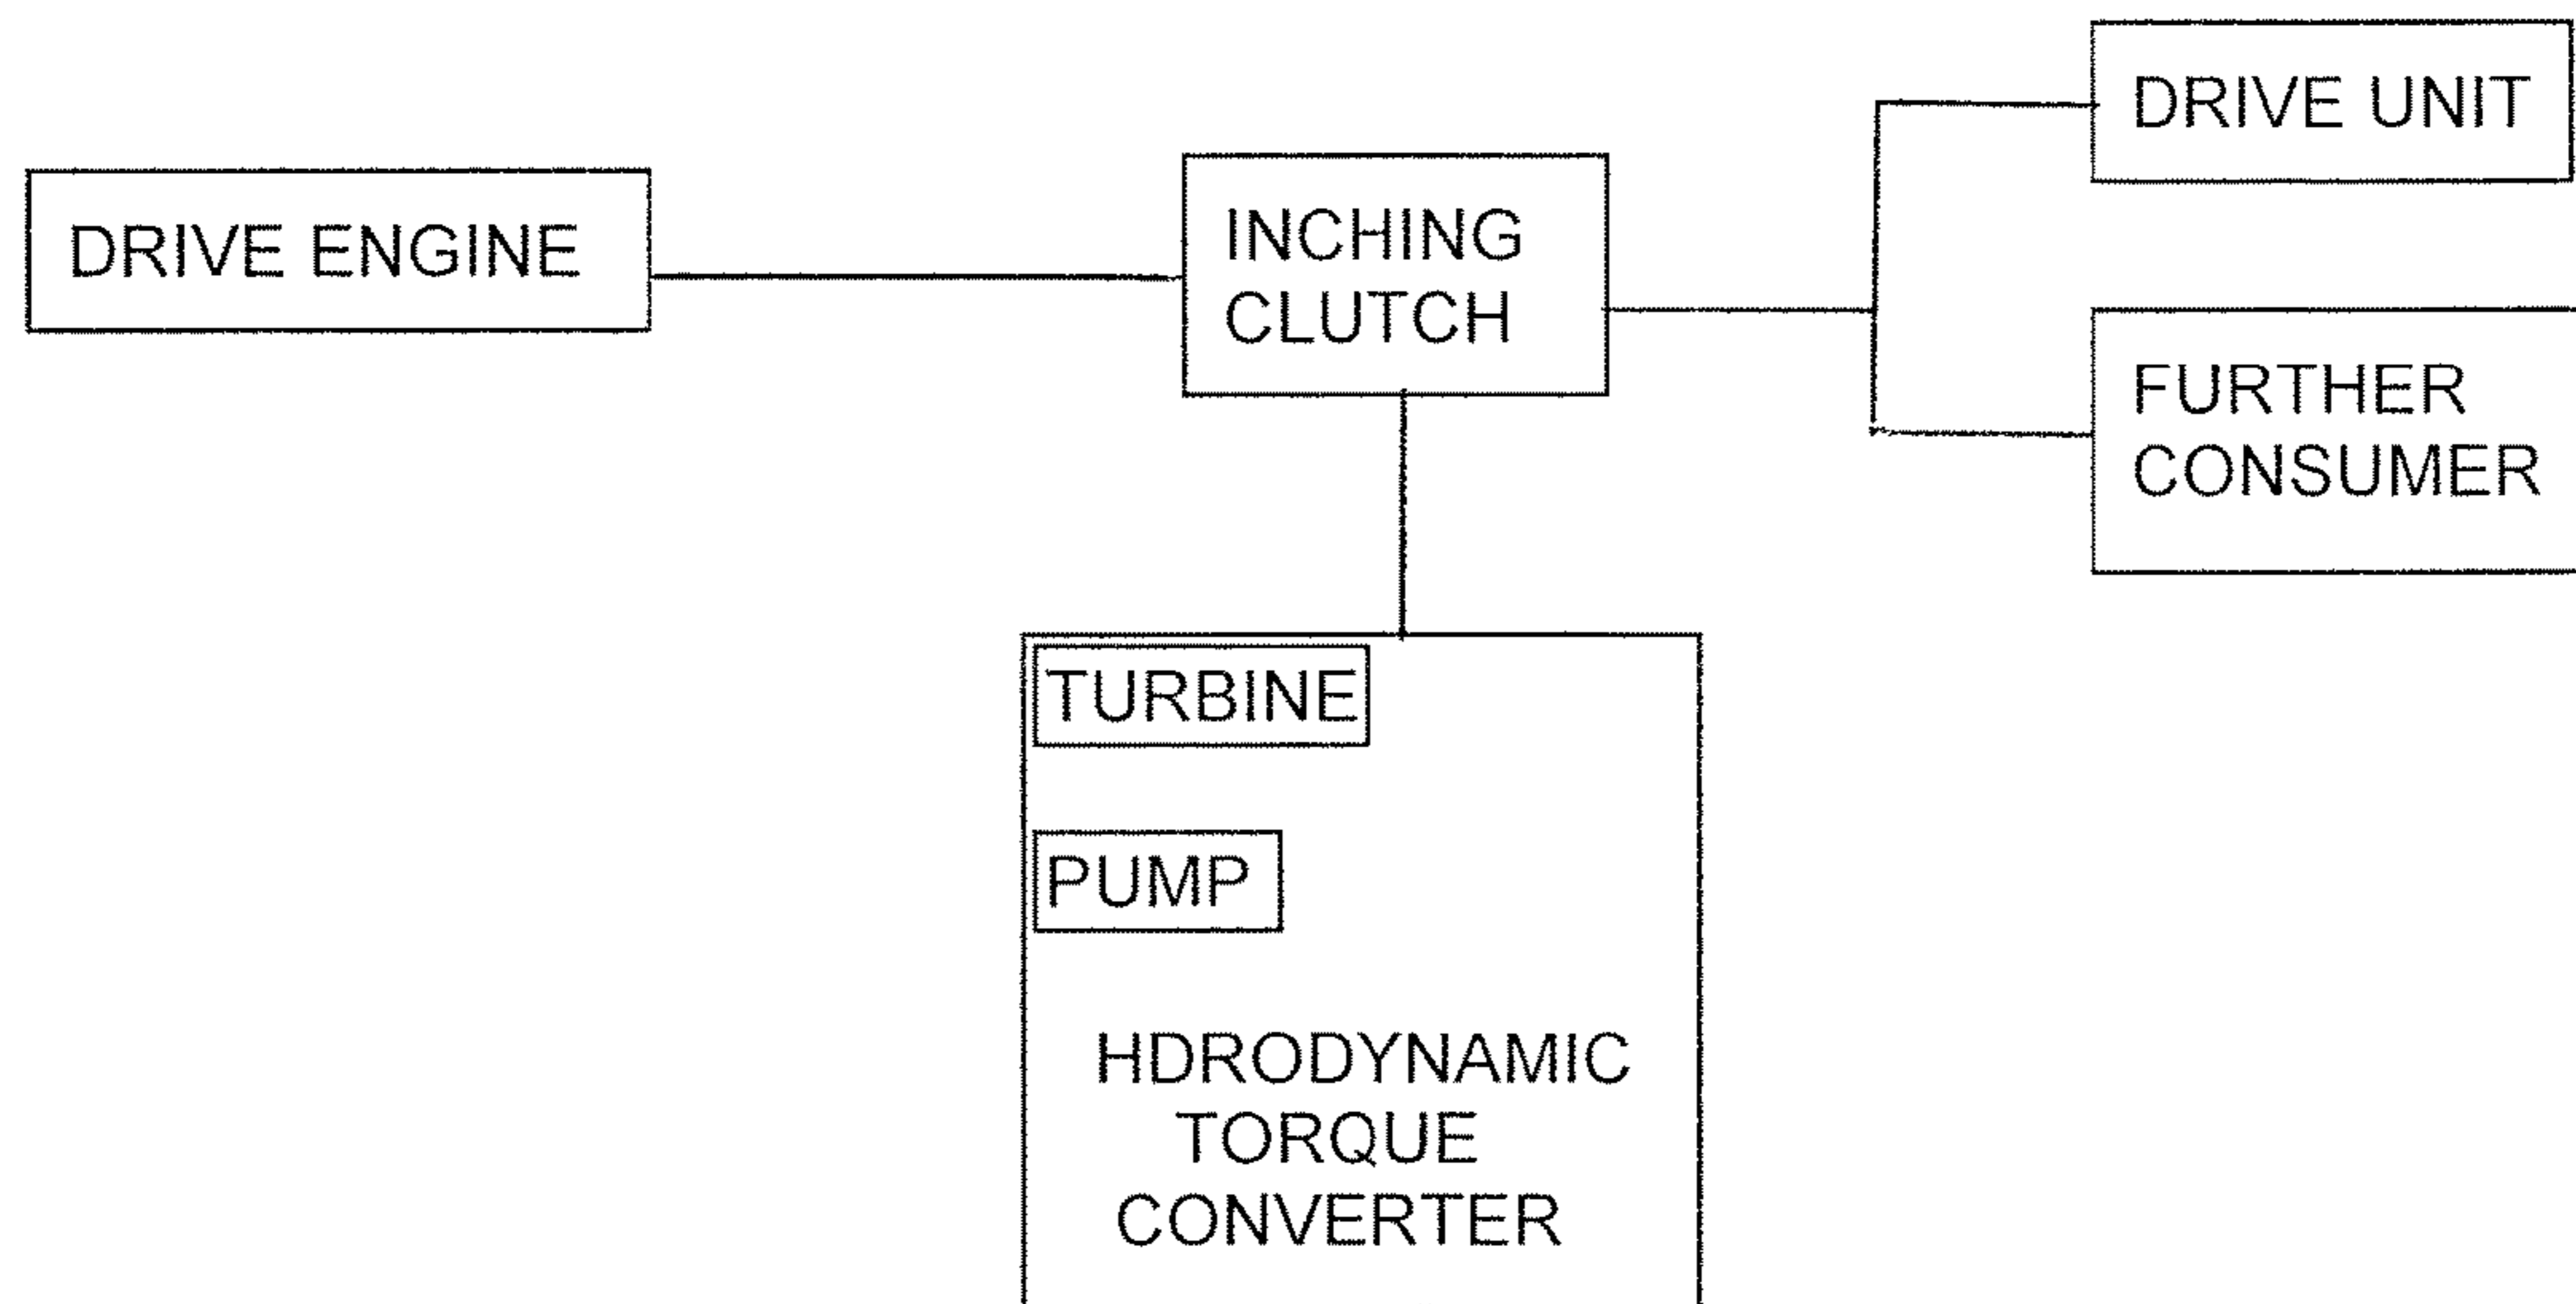 DRIVE ENGINE
INCHING
CLUTCH
DRIVE UNIT
FURTHER
CONSUMER
TURBINE
PUMP
HDRODYNAMIC
TORQUE
CONVERTER